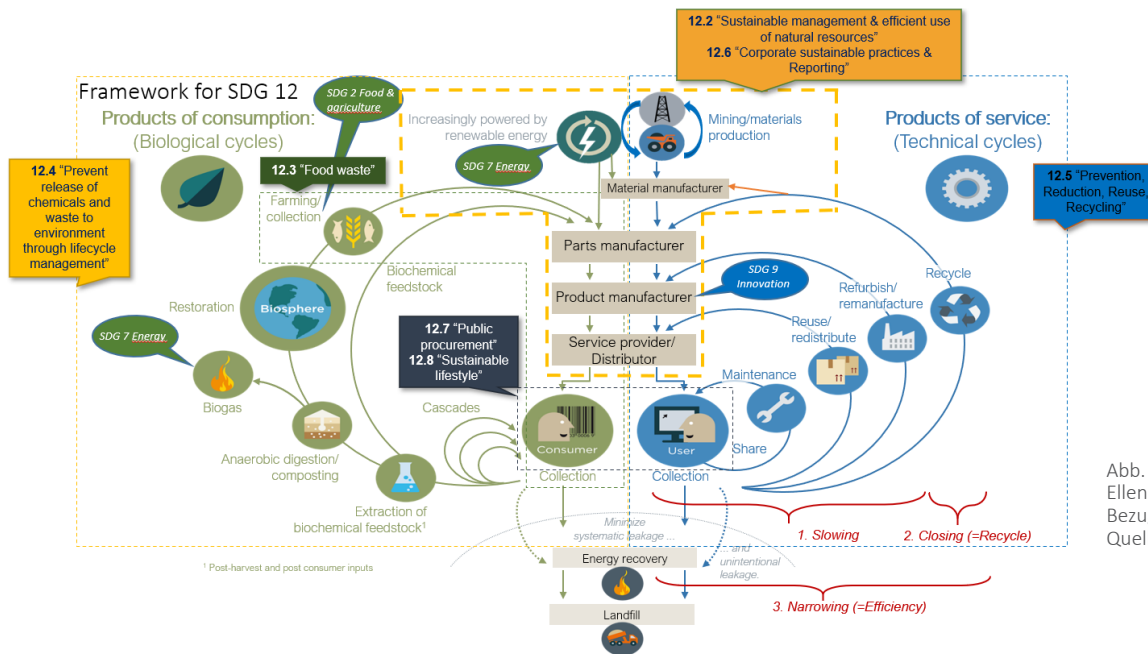 12.2 “Sustainable management & efficient use
of natural resources”
12.6 “Corporate sustainable practices &
Reporting”
Framework for SDG 12
Products of consumption:
(Biological cycles)
SDG 2 Food &
agriculture
Increasingly powered by
renewable energy
Mining/materials
production
Products of service:
(Technical cycles)
12.4 “Prevent
release of
chemicals and
waste to
environment
through lifecycle
management”
12.3 “Food waste”
SDG 7 Energy
12.5 “Prevention,
Reduction, Reuse,
Recycling”
Material manufacturer
Farming/
collection
Parts manufacturer
Biochemical
feedstock
SDG 9
Innovation
Recycle
Product manufacturer
Refurbish/
remanufacture
Restoration
Biosphere
Reuse/
redistribute
SDG 7 Energy
12.7 “Public
procurement”
12.8 “Sustainable
lifestyle”
Service provider/
Distributor
Maintenance
Biogas
Cascades
Consumer
User
Share
Anaerobic digestion/
composting
Collection
Collection
Extraction of
biochemical feedstock¹
Abb.
Ellen
Bezu
Quel
Minimize
systematic leakage ...
1. Slowing
2. Closing (=Recycle)
... and
unintentional
leakage.
¹ Post-harvest and post consumer inputs
Energy recovery
3. Narrowing (=Efficiency)
Landfill